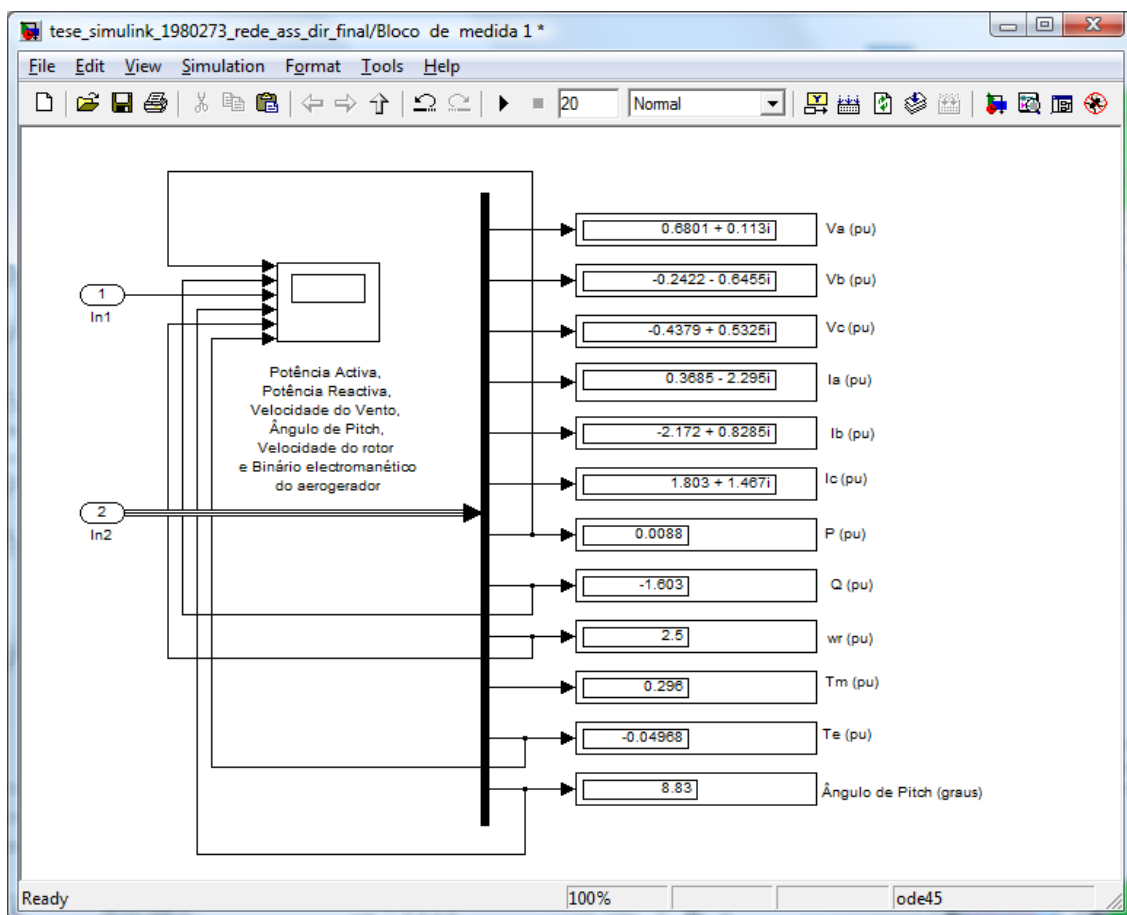 tese_simulink_1980273_rede_ass_dir_final/Bloco de medida 1 *
File Edit View Simulation Format Tools Help
20 Normal
1
In1
Potência Activa,
Potência Reactiva,
Velocidade do Vento,
Ângulo de Pitch,
Velocidade do rotor
e Binário electromanético
do aerogerador
2
In2
0.6801 + 0.113i Va (pu)
-0.2422 - 0.6455i Vb (pu)
-0.4379 + 0.5325i Vc (pu)
0.3685 - 2.295i Ia (pu)
-2.172 + 0.8285i Ib (pu)
1.803 + 1.467i Ic (pu)
0.0088 P (pu)
-1.603 Q (pu)
2.5 wr (pu)
0.296 Tm (pu)
-0.04968 Te (pu)
8.83 Ângulo de Pitch (graus)
Ready 100% ode45